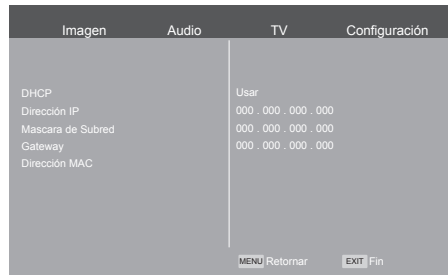 Imagen Audio TV Configuración
DHCP Usar
Dirección IP 000 . 000 . 000 . 000
Mascara de Subred 000 . 000 . 000 . 000
Gateway 000 . 000 . 000 . 000
Dirección MAC
MENU Retornar EXIT Fin